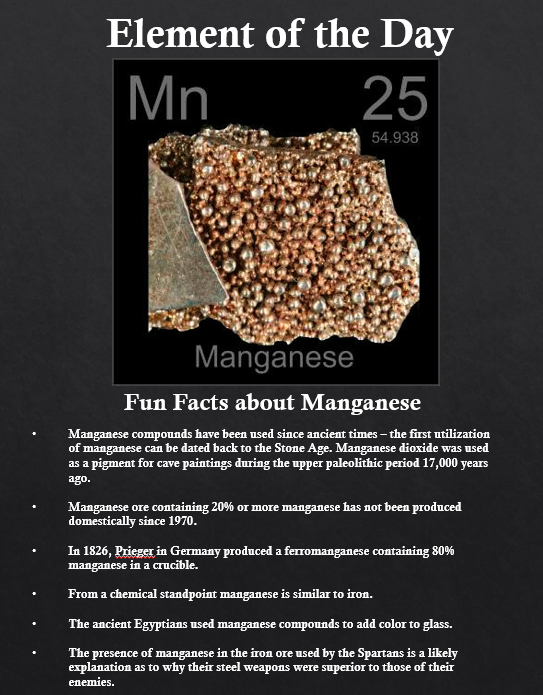 Element of the Day
Mn 25
54.938
Manganese
Fun Facts about Manganese
• Manganese compounds have been used since ancient times – the first utilization
of manganese can be dated back to the Stone Age. Manganese dioxide was used
as a pigment for cave paintings during the upper paleolithic period 17,000 years
ago.
• Manganese ore containing 20% or more manganese has not been produced
domestically since 1970.
• In 1826, Prieger in Germany produced a ferromanganese containing 80%
manganese in a crucible.
• From a chemical standpoint manganese is similar to iron.
• The ancient Egyptians used manganese compounds to add color to glass.
• The presence of manganese in the iron ore used by the Spartans is a likely
explanation as to why their steel weapons were superior to those of their
enemies.